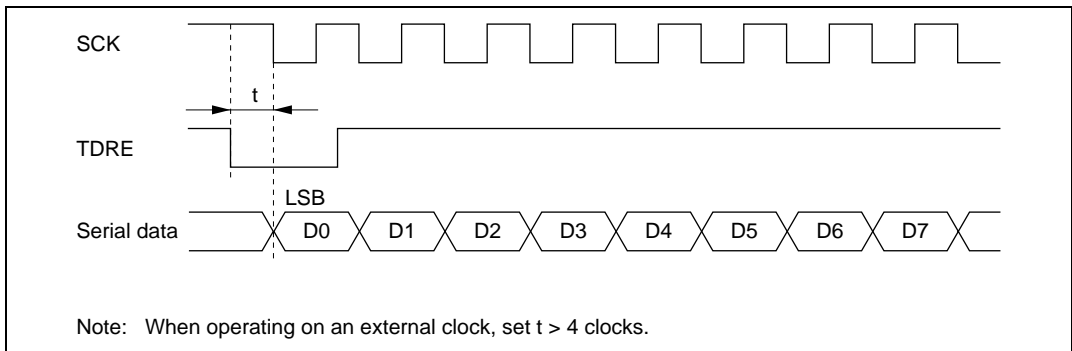 SCK
t
TDRE
LSB
Serial data D0 D1 D2 D3 D4 D5 D6 D7
Note: When operating on an external clock, set t > 4 clocks.